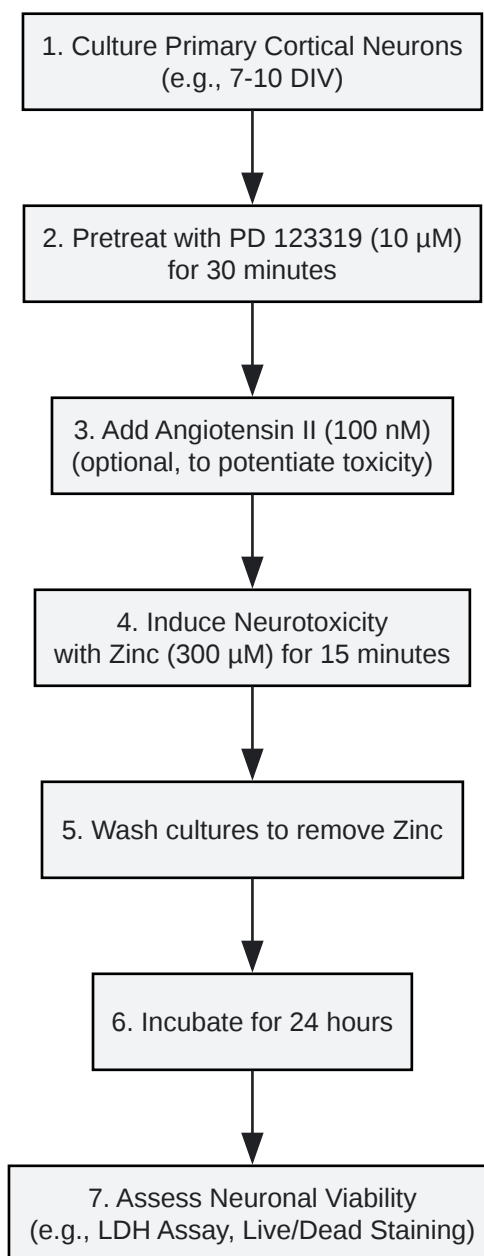 1. Culture Primary Cortical Neurons
(e.g., 7-10 DIV)
2. Pretreat with PD 123319 (10 µM)
for 30 minutes
3. Add Angiotensin II (100 nM)
(optional, to potentiate toxicity)
4. Induce Neurotoxicity
with Zinc (300 µM) for 15 minutes
5. Wash cultures to remove Zinc
6. Incubate for 24 hours
7. Assess Neuronal Viability
(e.g., LDH Assay, Live/Dead Staining)